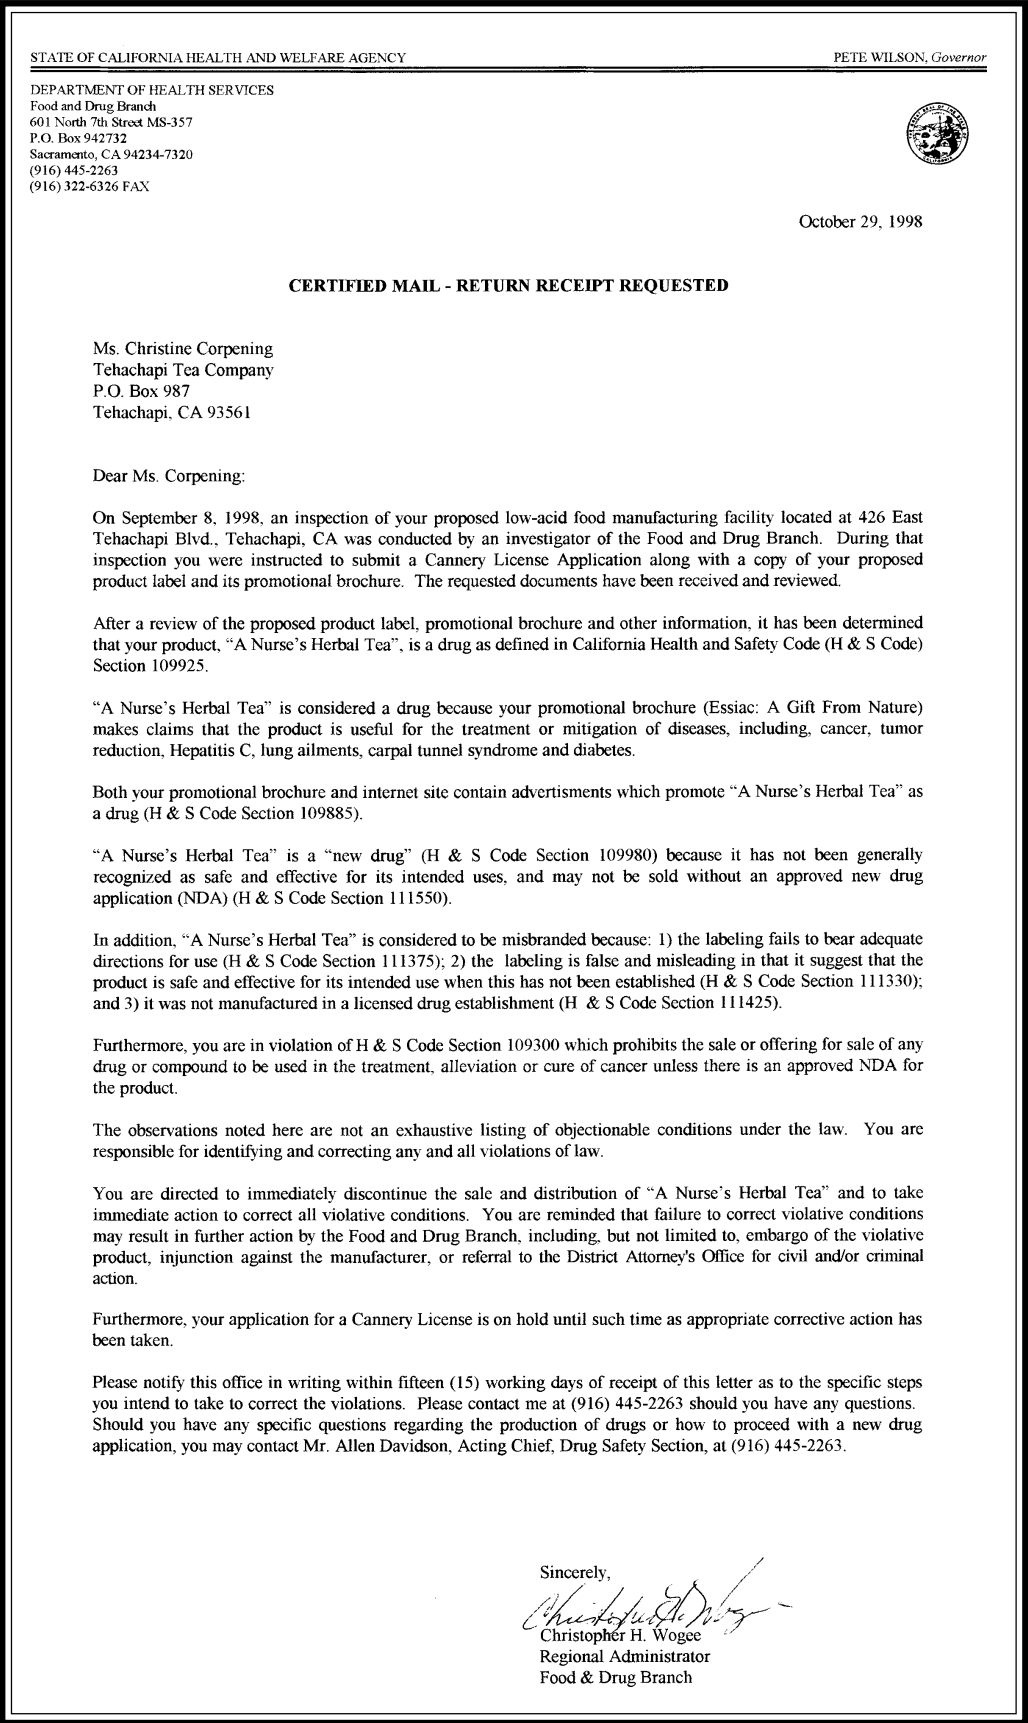 STATE OF CALIFORNIA HEALTH AND WELFARE AGENCY
PETE WILSON, Governor
DEPARTMENT OF HEALTH SERVICES
Food and Drug Branch
601 North 7th Street MS-357
P.O. Box 942732
Sacramento, CA 94234-7320
(916) 445-2263
(916) 322-6326 FAX
October 29, 1998
CERTIFIED MAIL - RETURN RECEIPT REQUESTED
Ms. Christine Corpening
Tehachapi Tea Company
P.O. Box 987
Tehachapi, CA 93561
Dear Ms. Corpening:
On September 8, 1998, an inspection of your proposed low-acid food manufacturing facility located at 426 East
Tehachapi Blvd., Tehachapi, CA was conducted by an investigator of the Food and Drug Branch. During that
inspection you were instructed to submit a Cannery License Application along with a copy of your proposed
product label and its promotional brochure. The requested documents have been received and reviewed.
After a review of the proposed product label, promotional brochure and other information, it has been determined
that your product, “A Nurse’s Herbal Tea”, is a drug as defined in California Health and Safety Code (H & S Code)
Section 109925.
“A Nurse’s Herbal Tea” is considered a drug because your promotional brochure (Essiac: A Gift From Nature)
makes claims that the product is useful for the treatment or mitigation of diseases, including, cancer, tumor
reduction, Hepatitis C, lung ailments, carpal tunnel syndrome and diabetes.
Both your promotional brochure and internet site contain advertisments which promote “A Nurse’s Herbal Tea” as
a drug (H & S Code Section 109885).
“A Nurse’s Herbal Tea” is a “new drug” (H & S Code Section 109980) because it has not been generally
recognized as safe and effective for its intended uses, and may not be sold without an approved new drug
application (NDA) (H & S Code Section 111550).
In addition, “A Nurse’s Herbal Tea” is considered to be misbranded because: 1) the labeling fails to bear adequate
directions for use (H & S Code Section 111375); 2) the labeling is false and misleading in that it suggest that the
product is safe and effective for its intended use when this has not been established (H & S Code Section 111330);
and 3) it was not manufactured in a licensed drug establishment (H & S Code Section 111425).
Furthermore, you are in violation of H & S Code Section 109300 which prohibits the sale or offering for sale of any
drug or compound to be used in the treatment, alleviation or cure of cancer unless there is an approved NDA for
the product.
The observations noted here are not an exhaustive listing of objectionable conditions under the law. You are
responsible for identifying and correcting any and all violations of law.
You are directed to immediately discontinue the sale and distribution of “A Nurse’s Herbal Tea” and to take
immediate action to correct all violative conditions. You are reminded that failure to correct violative conditions
may result in further action by the Food and Drug Branch, including, but not limited to, embargo of the violative
product, injunction against the manufacturer, or referral to the District Attorney's Office for civil and/or criminal
action.
Furthermore, your application for a Cannery License is on hold until such time as appropriate corrective action has
been taken.
Please notify this office in writing within fifteen (15) working days of receipt of this letter as to the specific steps
you intend to take to correct the violations. Please contact me at (916) 445-2263 should you have any questions.
Should you have any specific questions regarding the production of drugs or how to proceed with a new drug
application, you may contact Mr. Allen Davidson, Acting Chief, Drug Safety Section, at (916) 445-2263.
Sincerely,
Christopher H. Wogee
Christopher H. Wogee
Regional Administrator
Food & Drug Branch